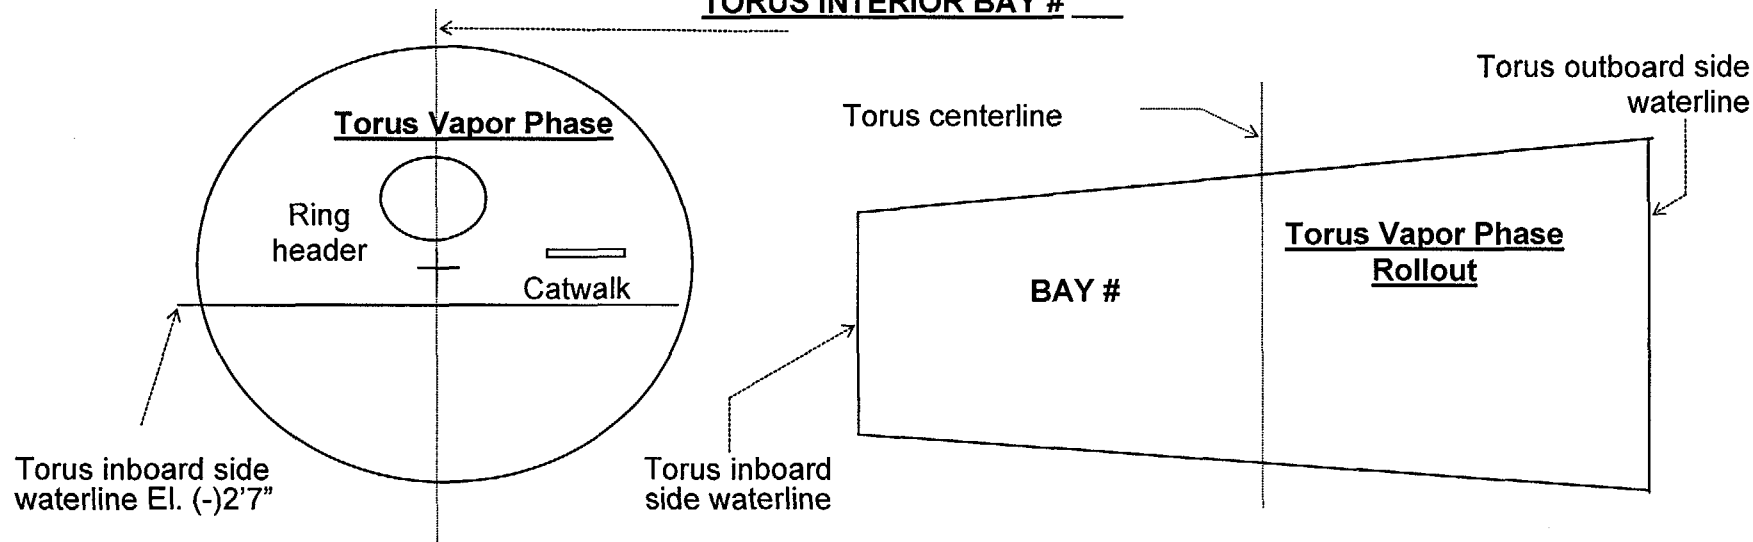 TORUS INTERIOR BAY # ___
Torus Vapor Phase
Ring
header
Catwalk
Torus inboard side
waterline El. (-)2'7"
Torus centerline
Torus outboard side
waterline
Torus Vapor Phase
Rollout
BAY #
Torus inboard
side waterline